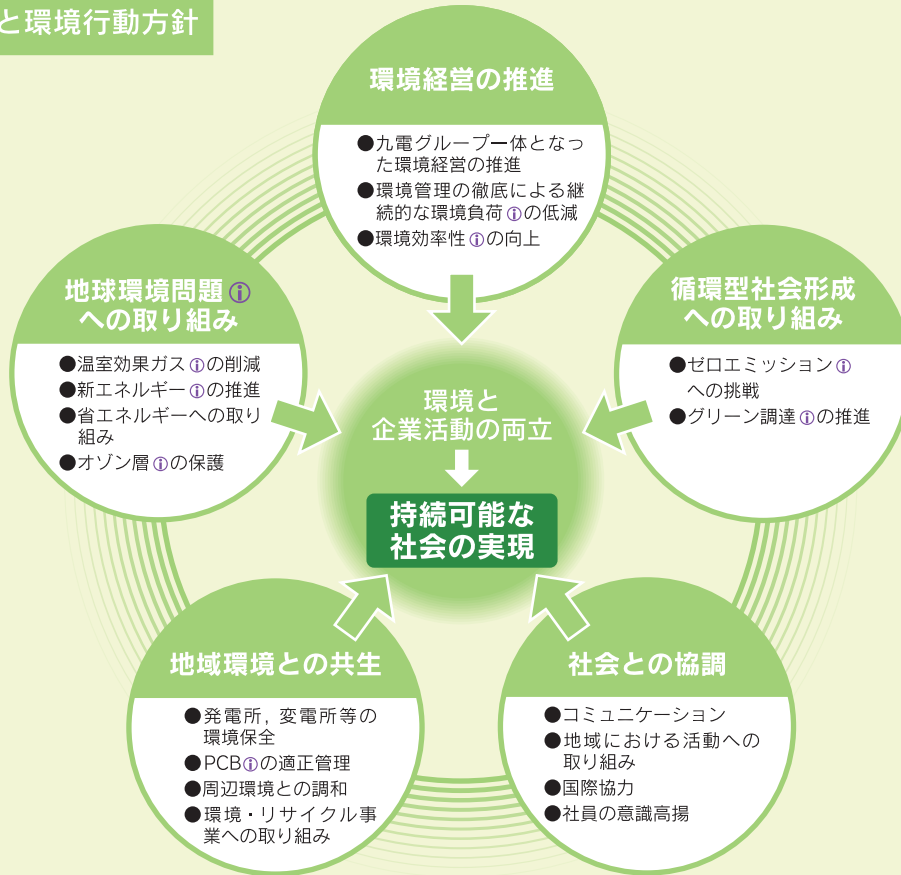 と環境行動方針
環境経営の推進
●九電グループ一体となっ
た環境経営の推進
●環境管理の徹底による継
続的な環境負荷ⓘの低減
●環境効率性ⓘの向上
地球環境問題ⓘ
への取り組み
●温室効果ガスⓘの削減
●新エネルギーⓘの推進
●省エネルギーへの取り
組み
●オゾン層ⓘの保護
循環型社会形成
への取り組み
●ゼロエミッションⓘ
への挑戦
●グリーン調達ⓘの推進
環境と
企業活動の両立
持続可能な
社会の実現
地域環境との共生
●発電所，変電所等の
環境保全
●PCBⓘの適正管理
●周辺環境との調和
●環境・リサイクル事
業への取り組み
社会との協調
●コミュニケーション
●地域における活動への
取り組み
●国際協力
●社員の意識高揚